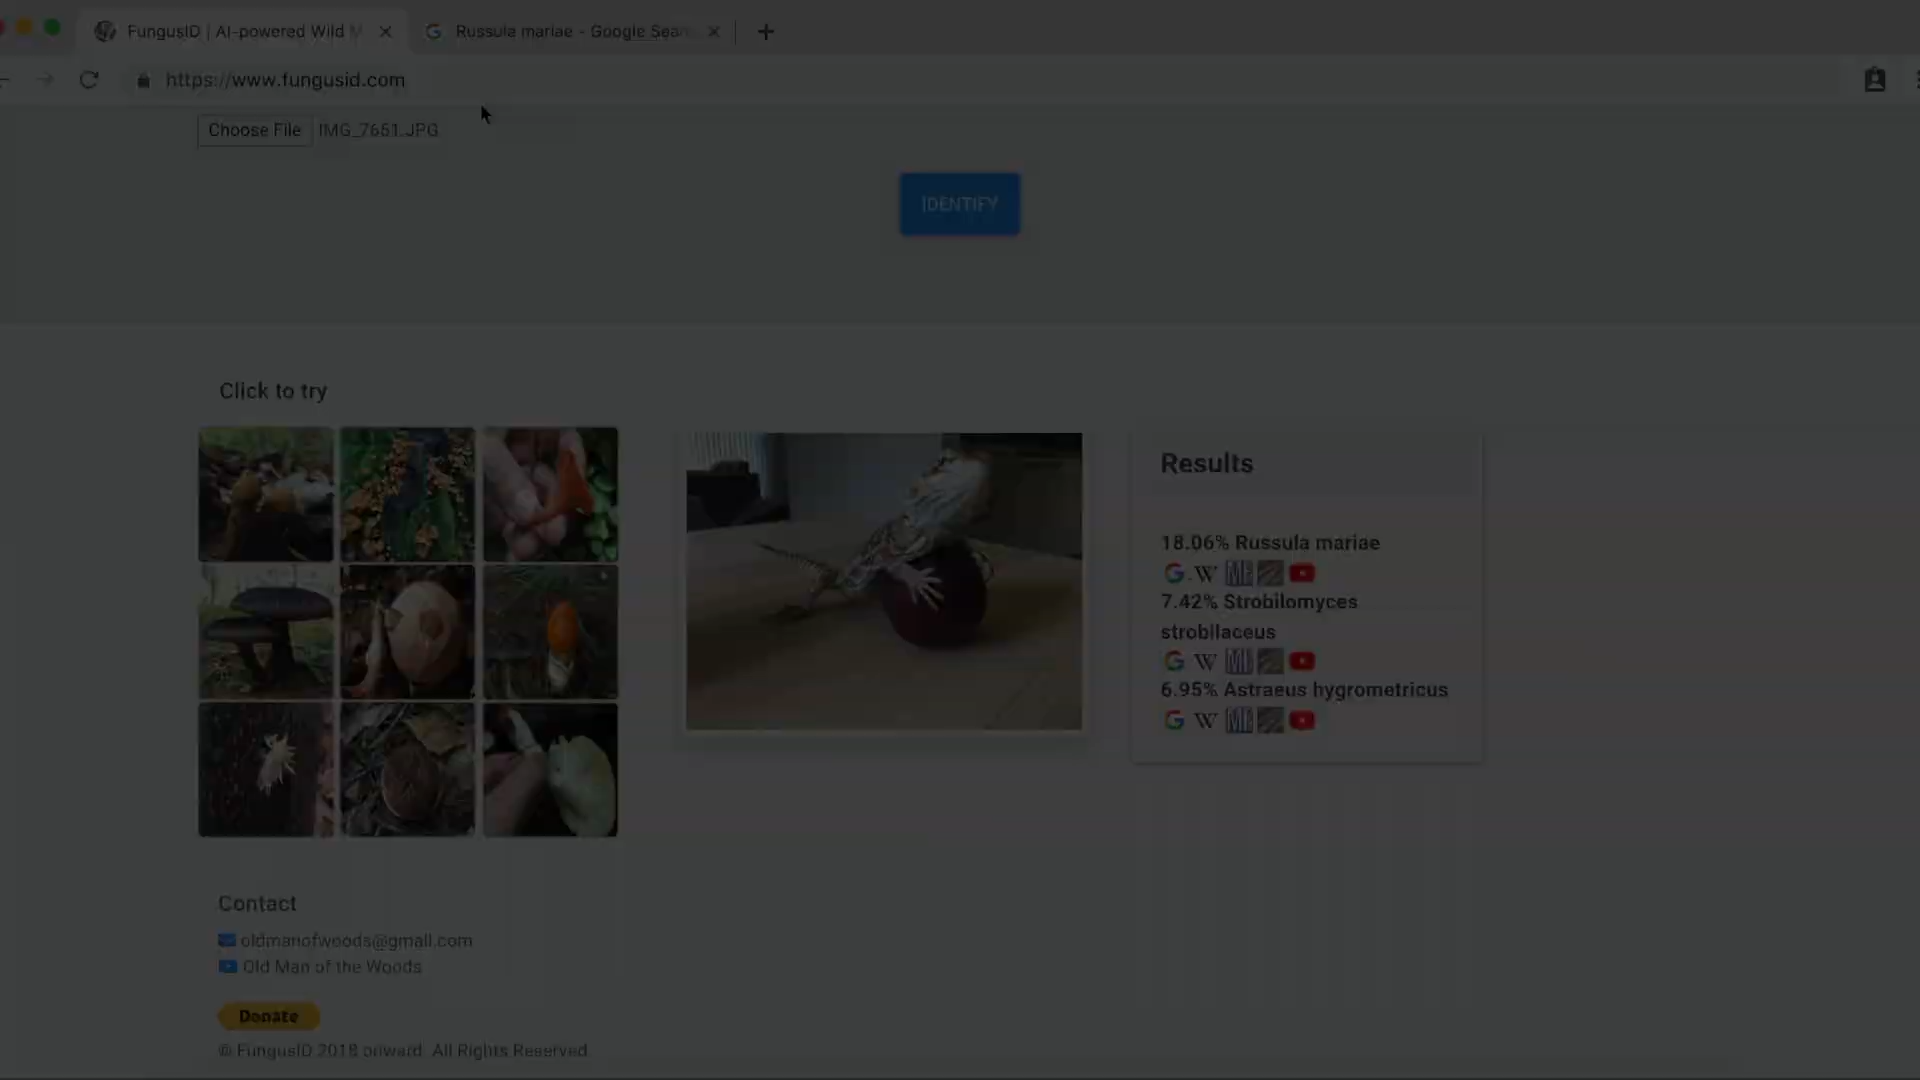 FungusID | AI-powered Wild M
Russula mariae - Google Sear
https://www.fungusid.com
Choose File IMG_7651.JPG
IDENTIFY
Click to try
Results
18.06% Russula mariae
7.42% Strobilomyces
strobilaceus
6.95% Astraeus hygrometricus
Contact
oldmanofwoods@gmail.com
Old Man of the Woods
Donate
© FungusID 2018 onward. All Rights Reserved